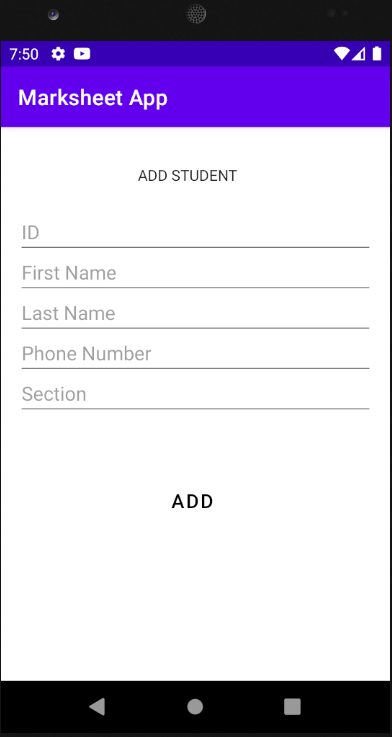 7:50
Marksheet App
ADD STUDENT
ID
First Name
Last Name
Phone Number
Section
ADD